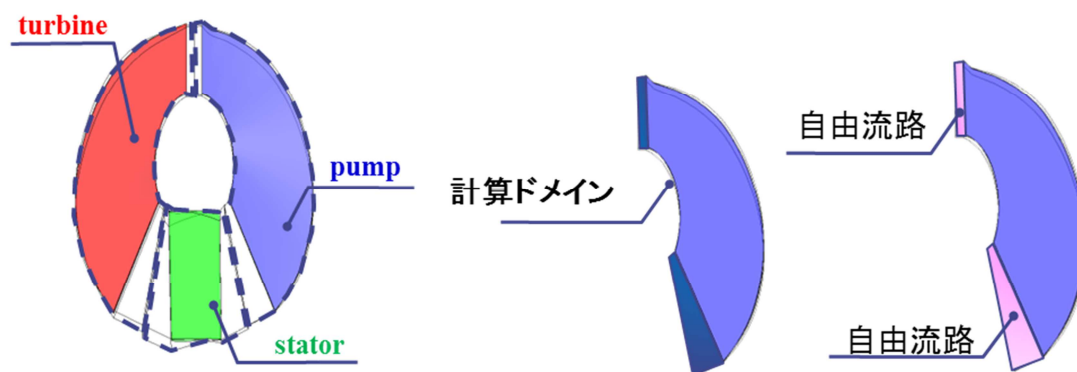 turbine
pump
stator
計算ドメイン
自由流路
自由流路